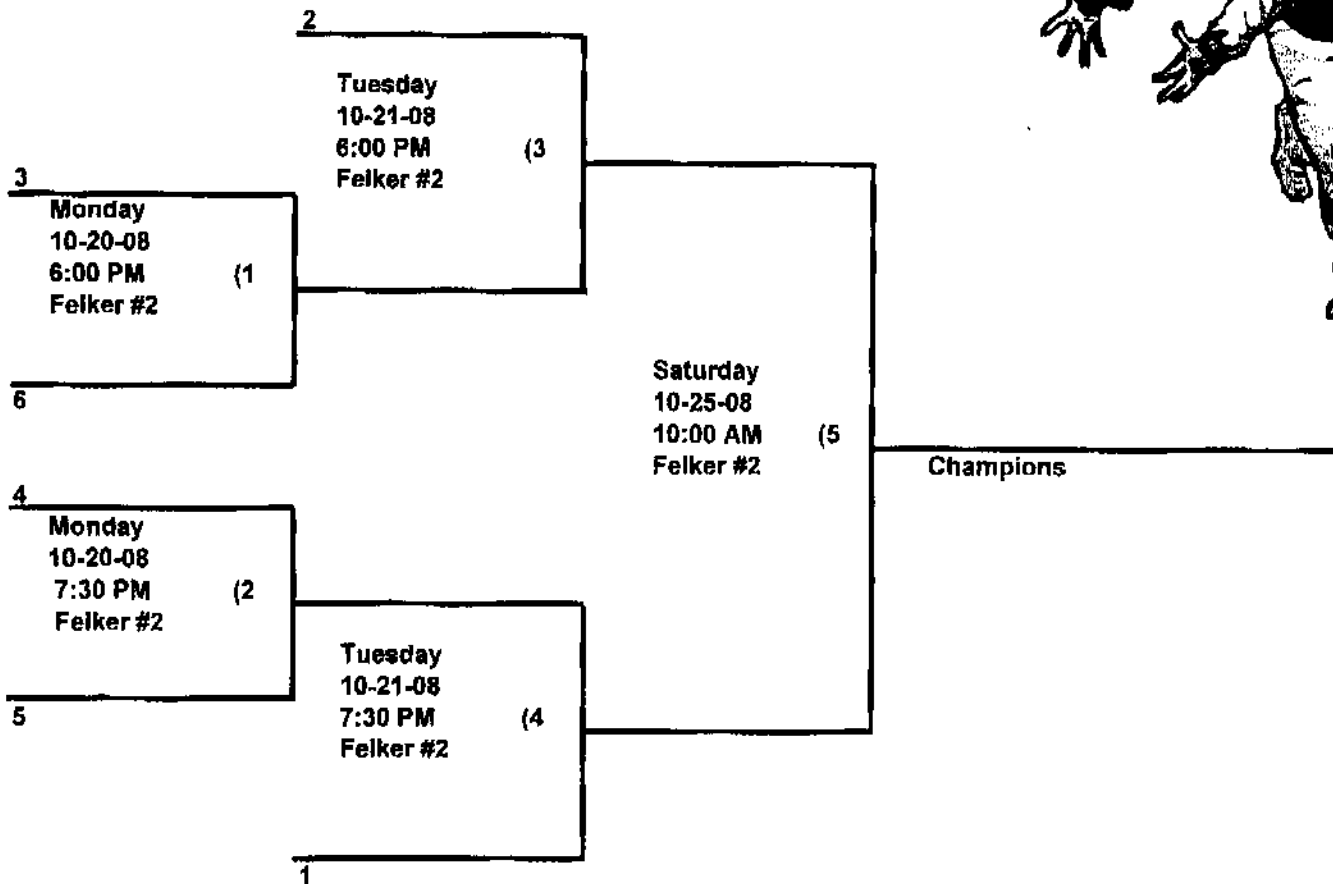 2
Tuesday
10-21-08
6:00 PM (3
Felker #2
3
Monday
10-20-08
6:00 PM (1
Felker #2
6
Saturday
10-25-08
10:00 AM (5
Felker #2
Champions
4
Monday
10-20-08
7:30 PM (2
Felker #2
5
Tuesday
10-21-08
7:30 PM (4
Felker #2
1